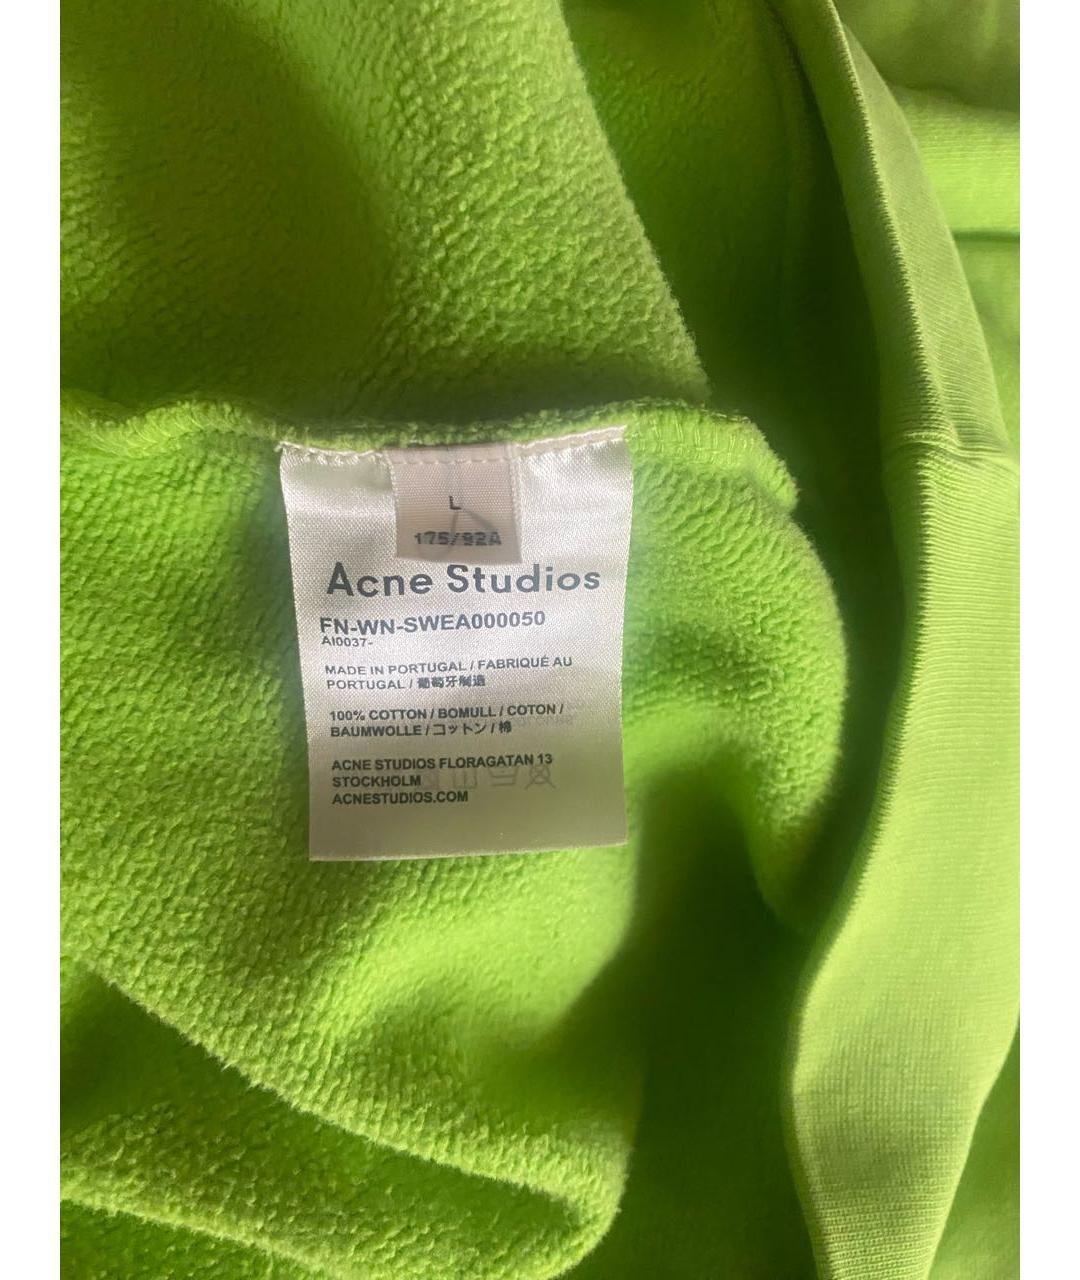 L
175/92A
Acne Studios
FN-WN-SWEA000050
AI0037-
MADE IN PORTUGAL / FABRIQUÉ AU
PORTUGAL / 葡萄牙制造
100% COTTON / BOMULL / COTON /
BAUMWOLLE / コットン / 棉
ACNE STUDIOS FLORAGATAN 13
STOCKHOLM
ACNESTUDIOS.COM